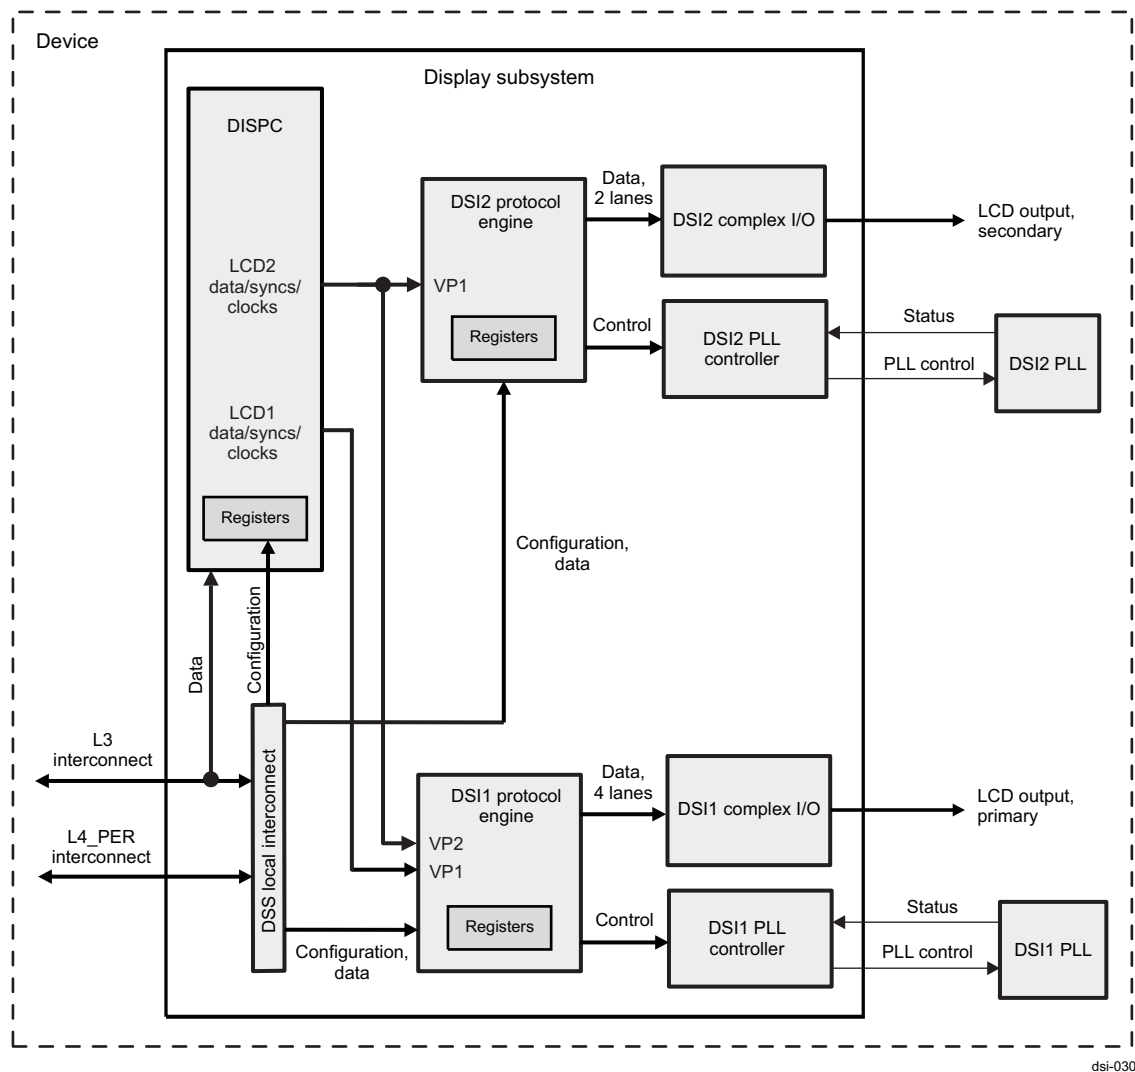 Device
Display subsystem
DISPC
LCD2
data/syncs/
clocks
LCD1
data/syncs/
clocks
Registers
DSI2 protocol
engine
VP1
Registers
Data,
2 lanes
DSI2 complex I/O
LCD output,
secondary
Control
DSI2 PLL
controller
Status
PLL control
DSI2 PLL
Configuration,
data
Data
Configuration
L3
interconnect
L4_PER
interconnect
DSS local interconnect
DSI1 protocol
engine
VP2
VP1
Registers
Configuration,
data
Data,
4 lanes
DSI1 complex I/O
LCD output,
primary
Control
DSI1 PLL
controller
Status
PLL control
DSI1 PLL
dsi-030